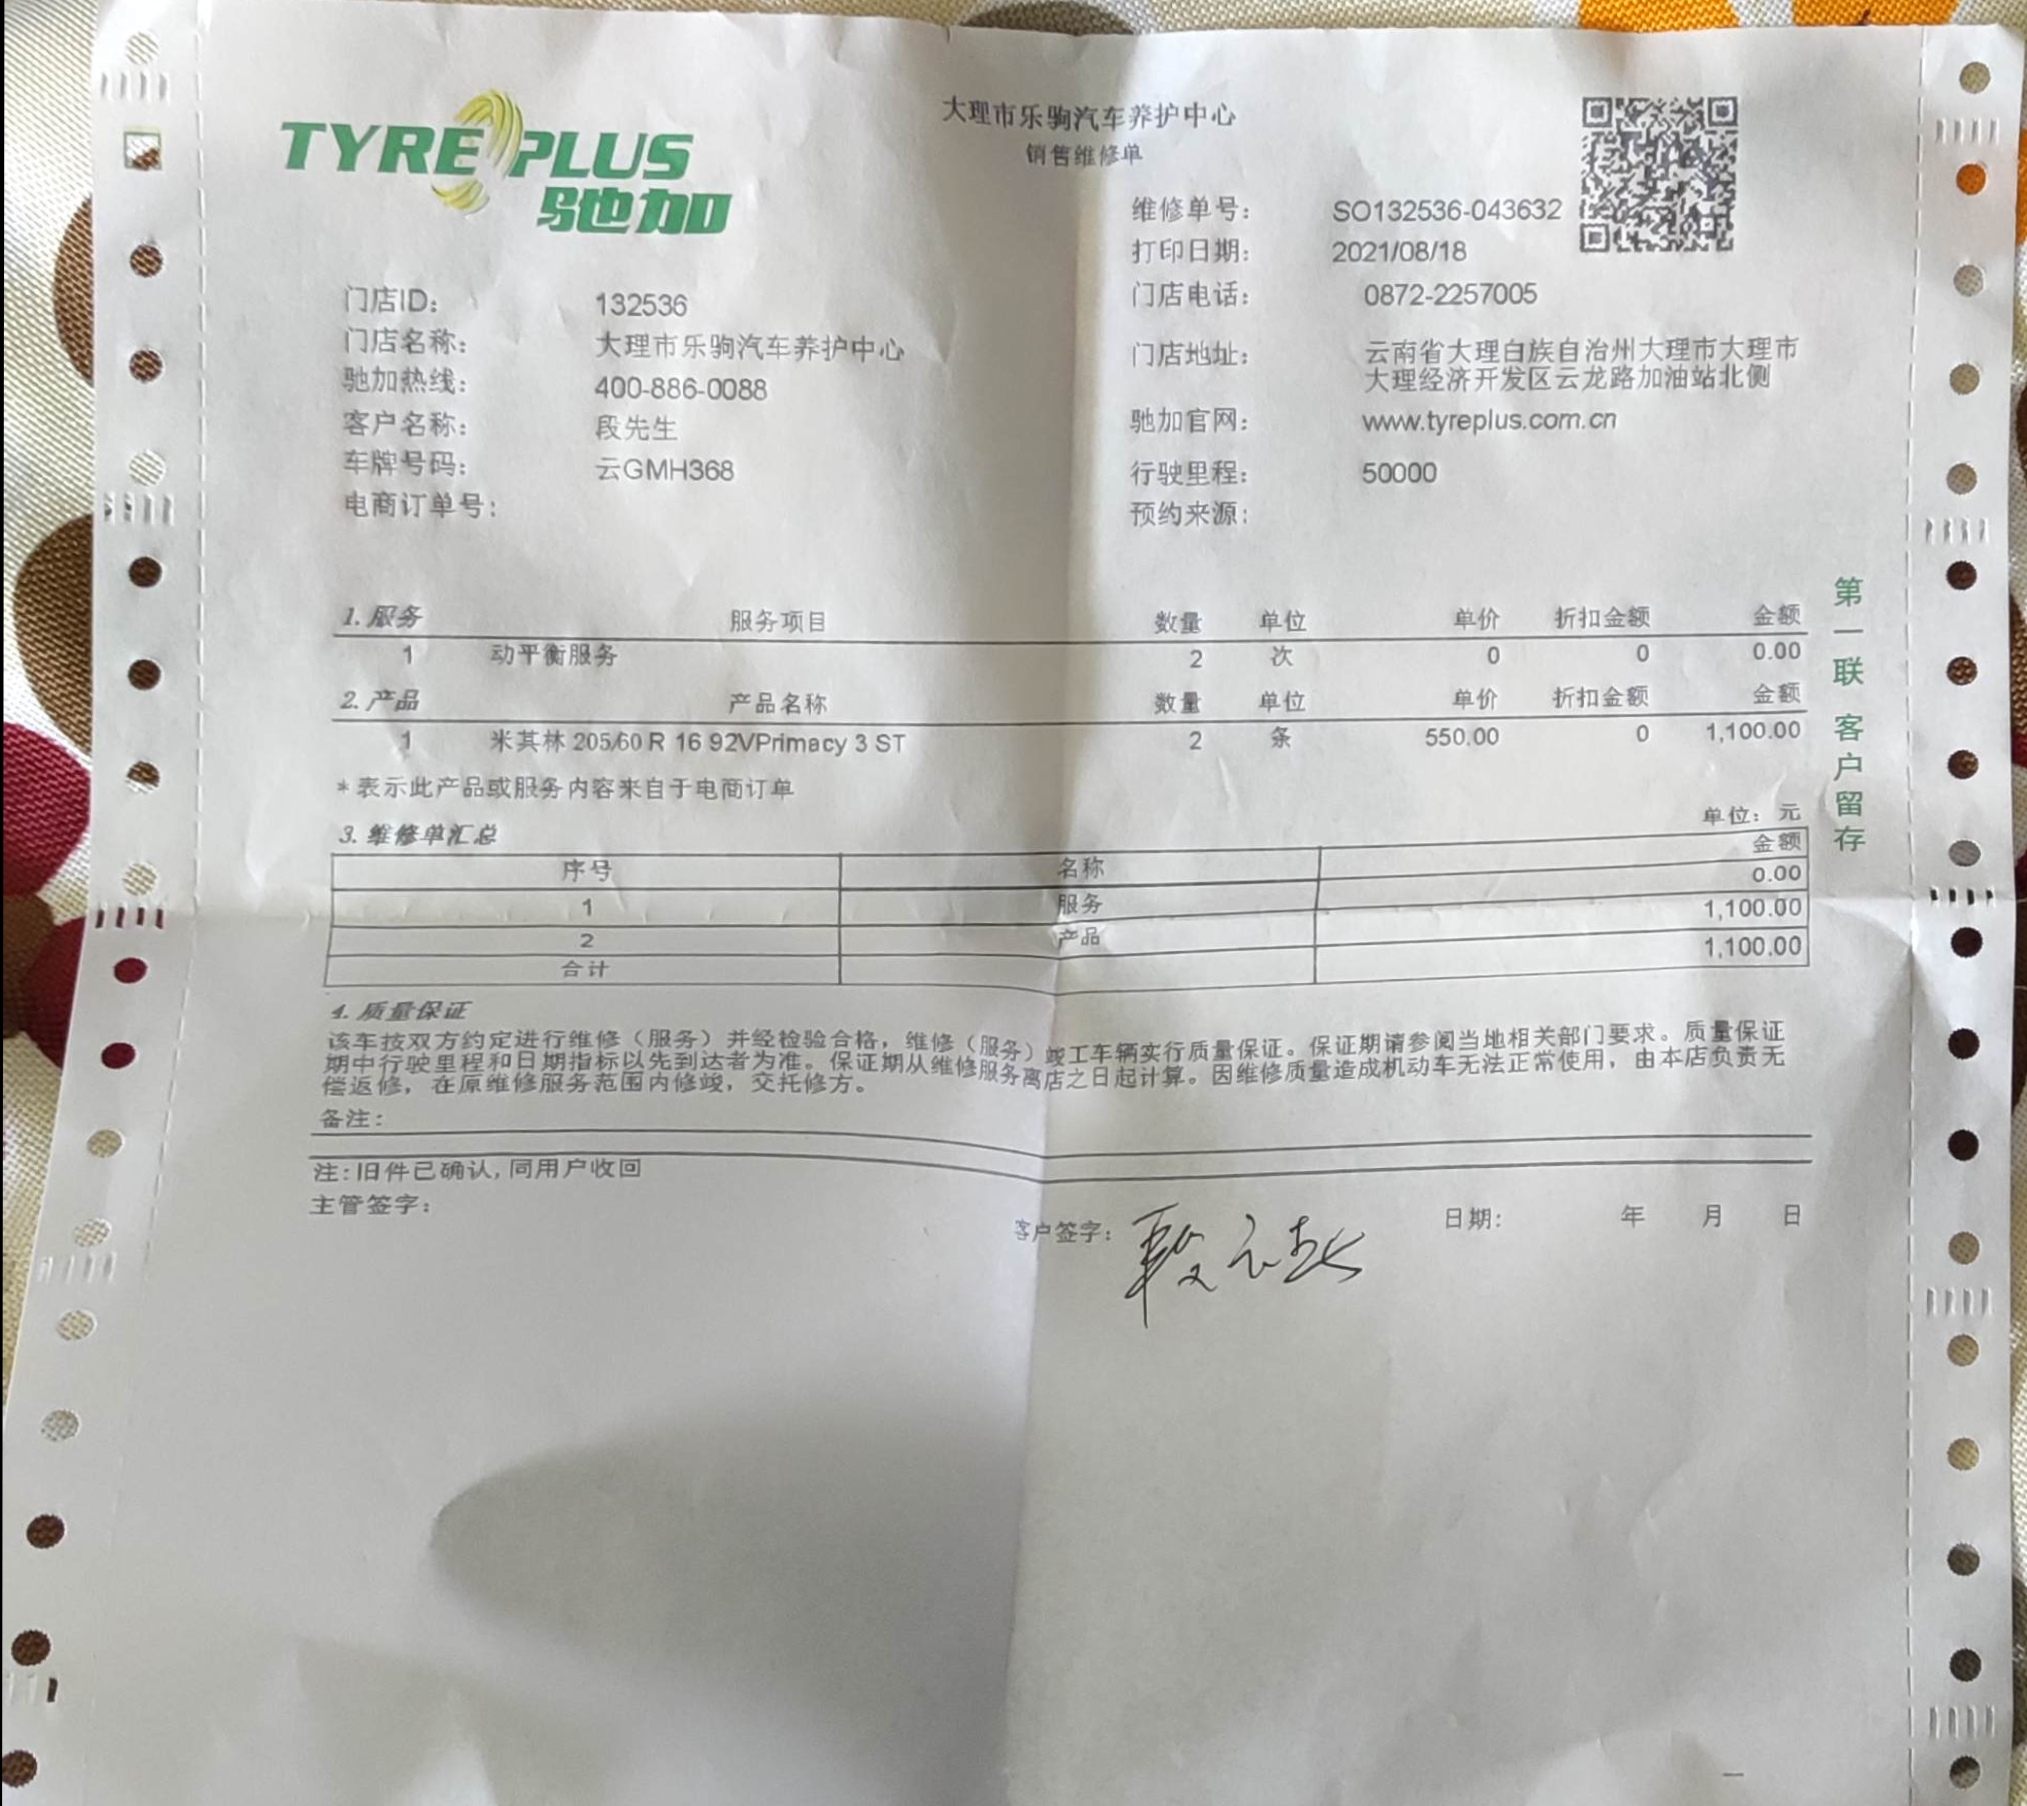 TYREPLUS
驰加
大理市乐驹汽车养护中心
销售维修单
维修单号： SO132536-043632
打印日期： 2021/08/18
门店ID： 132536
门店电话： 0872-2257005
门店名称： 大理市乐驹汽车养护中心
门店地址： 云南省大理白族自治州大理市大理市
大理经济开发区云龙路加油站北侧
驰加热线： 400-886-0088
客户名称： 段先生
驰加官网： www.tyreplus.com.cn
车牌号码： 云GMH368
行驶里程： 50000
电商订单号：
预约来源：
1.服务 服务项目 数量 单位 单价 折扣金额 金额
1 动平衡服务 2 次 0 0 0.00
2.产品 产品名称 数量 单位 单价 折扣金额 金额
1 米其林 205/60 R 16 92VPrimacy 3 ST 2 条 550.00 0 1,100.00
*表示此产品或服务内容来自于电商订单
单位：元
3.维修单汇总
序号 名称 金额
1 服务 0.00
2 产品 1,100.00
合计 1,100.00
4.质量保证
该车按双方约定进行维修（服务）并经检验合格，维修（服务）竣工车辆实行质量保证。保证期请参阅当地相关部门要求。质量保证
期中行驶里程和日期指标以先到达者为准。保证期从维修服务离店之日起计算。因维修质量造成机动车无法正常使用，由本店负责无
偿返修，在原维修服务范围内修竣，交托修方。
备注：
注:旧件已确认,同用户收回
主管签字：
客户签字： 段
日期： 年 月 日
第一联 客户留存